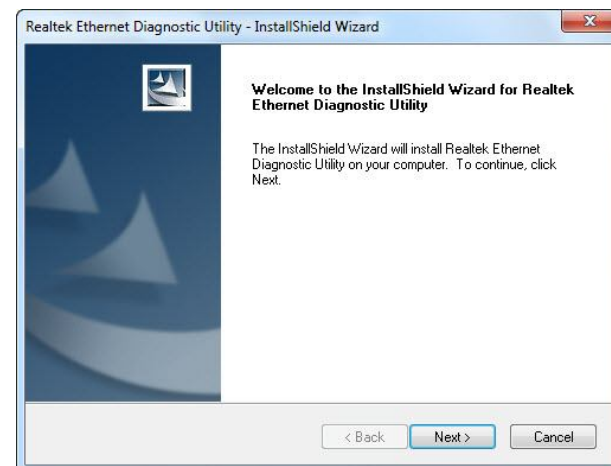 Realtek Ethernet Diagnostic Utility - InstallShield Wizard
Welcome to the InstallShield Wizard for Realtek
Ethernet Diagnostic Utility
The InstallShield Wizard will install Realtek Ethernet
Diagnostic Utility on your computer. To continue, click
Next.
< Back
Next >
Cancel